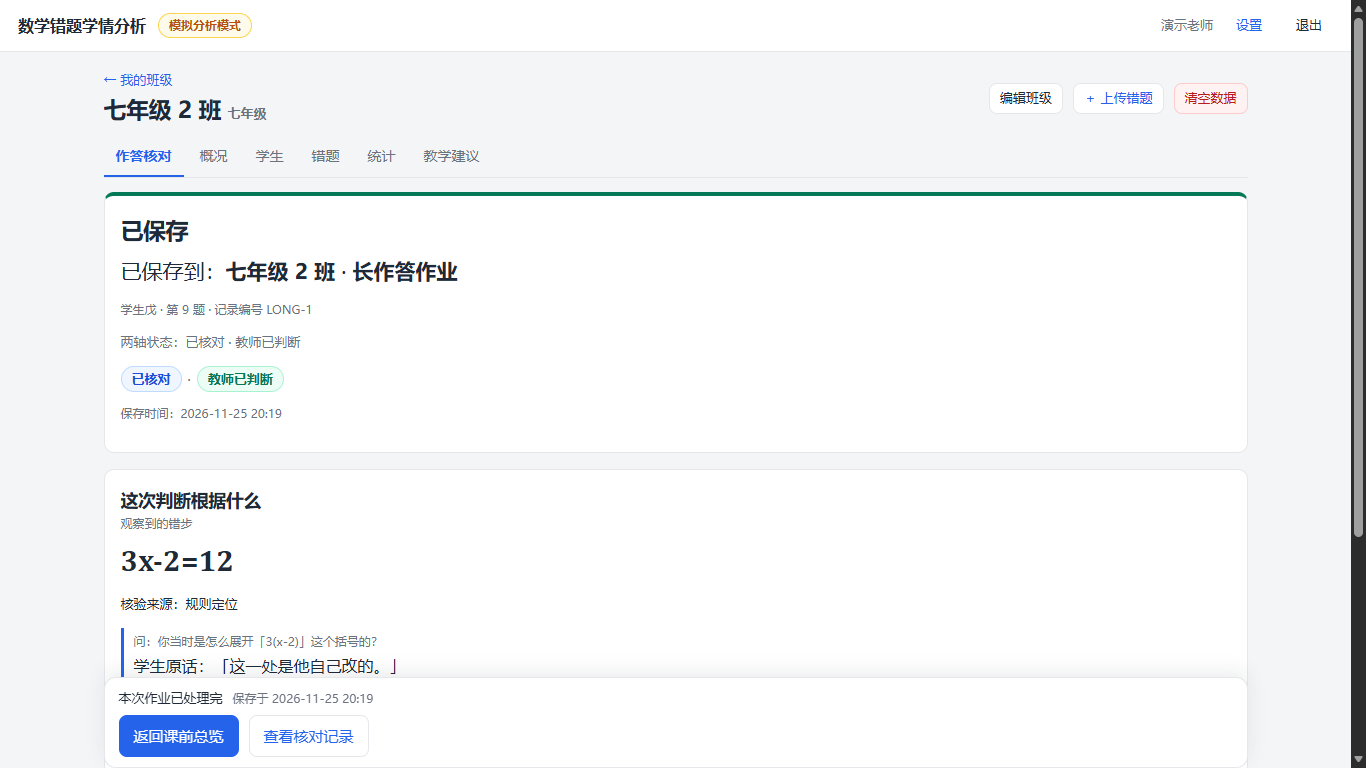 数学错题学情分析 模拟分析模式 演示老师 设置 退出
← 我的班级
七年级 2 班 七年级 编辑班级 + 上传错题 清空数据
作答核对 概况 学生 错题 统计 教学建议
已保存
已保存到：七年级 2 班 · 长作答作业
学生戊 · 第 9 题 · 记录编号 LONG-1
两轴状态：已核对 · 教师已判断
已核对 · 教师已判断
保存时间：2026-11-25 20:19
这次判断根据什么
观察到的错步
3x-2=12
核验来源：规则定位
问：你当时是怎么展开「3(x-2)」这个括号的？
学生原话：「这一处是他自己改的。」
本次作业已处理完 保存于 2026-11-25 20:19
返回课前总览 查看核对记录